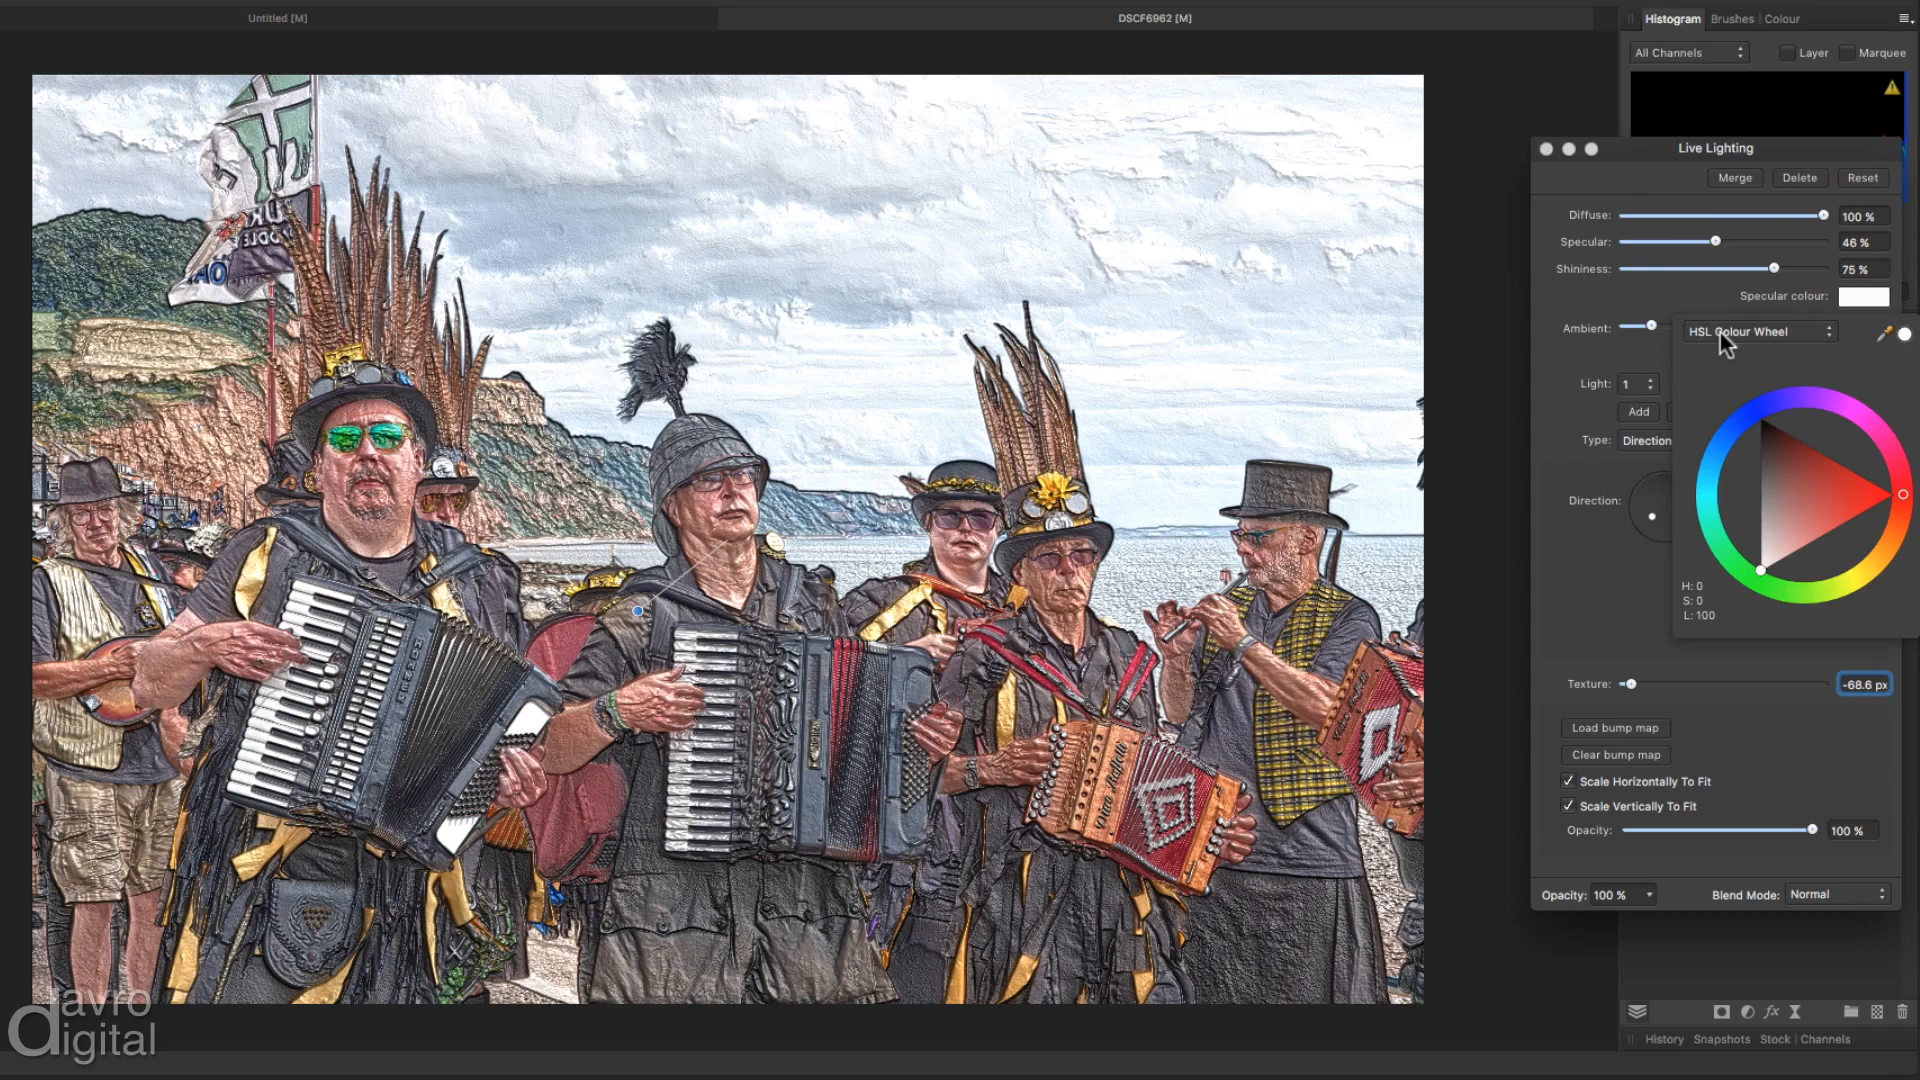 Untitled [M]
DSCF6962 [M]
Histogram
Brushes
Colour
All Channels
Layer
Marquee
Live Lighting
Merge
Delete
Reset
Diffuse:
100 %
Specular:
46 %
Shininess:
75 %
Specular colour:
Ambient:
HSL Colour Wheel
Light:
1
Add
Type:
Direction
Direction:
H: 0
S: 0
L: 100
Texture:
-68.6 px
Load bump map
Clear bump map
Scale Horizontally To Fit
Scale Vertically To Fit
Opacity:
100 %
Opacity:
100 %
Blend Mode:
Normal
fx
History
Snapshots
Stock
Channels
davro
digital